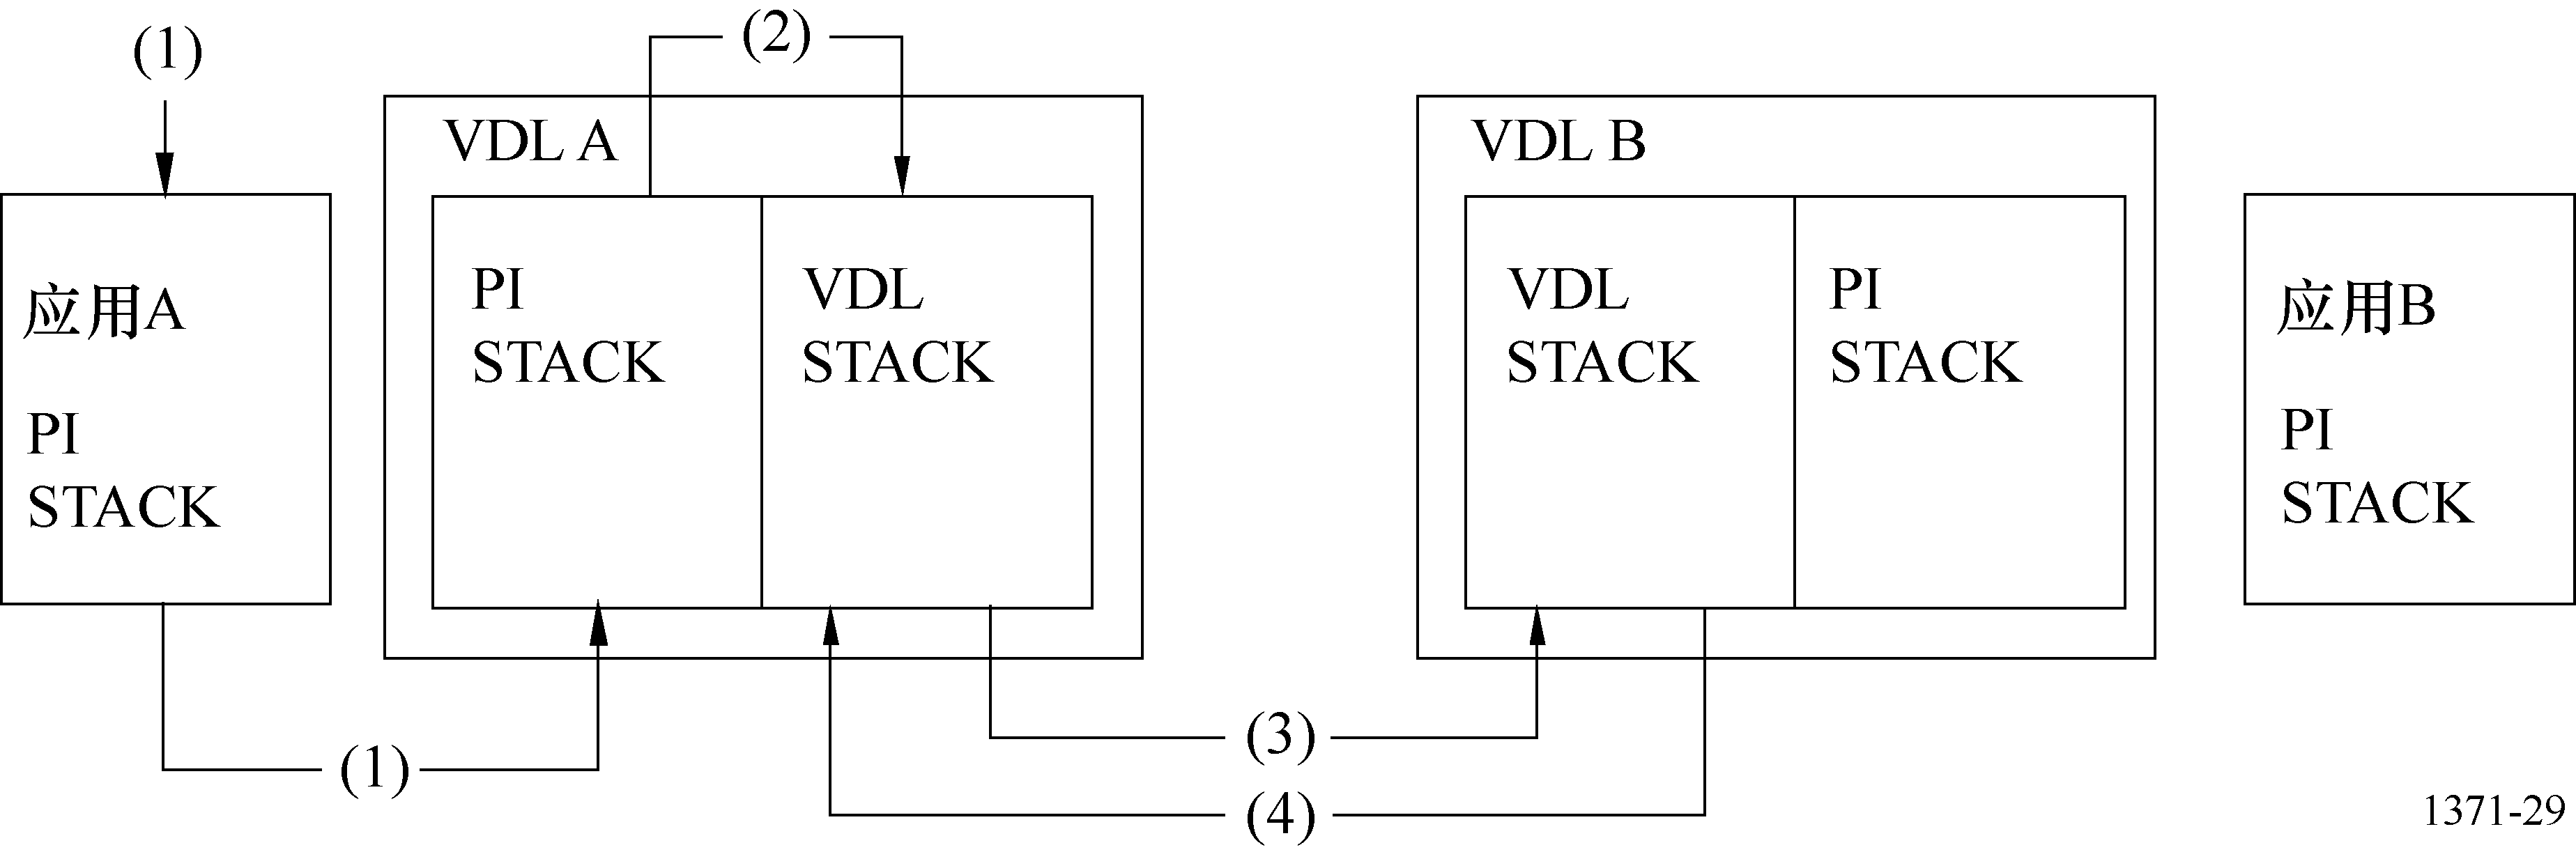 (1)
(2)
VDL A
VDL B
应用A
PI
STACK
PI
STACK
VDL
STACK
VDL
STACK
PI
STACK
应用B
PI
STACK
(1)
(3)
(4)
1371-29